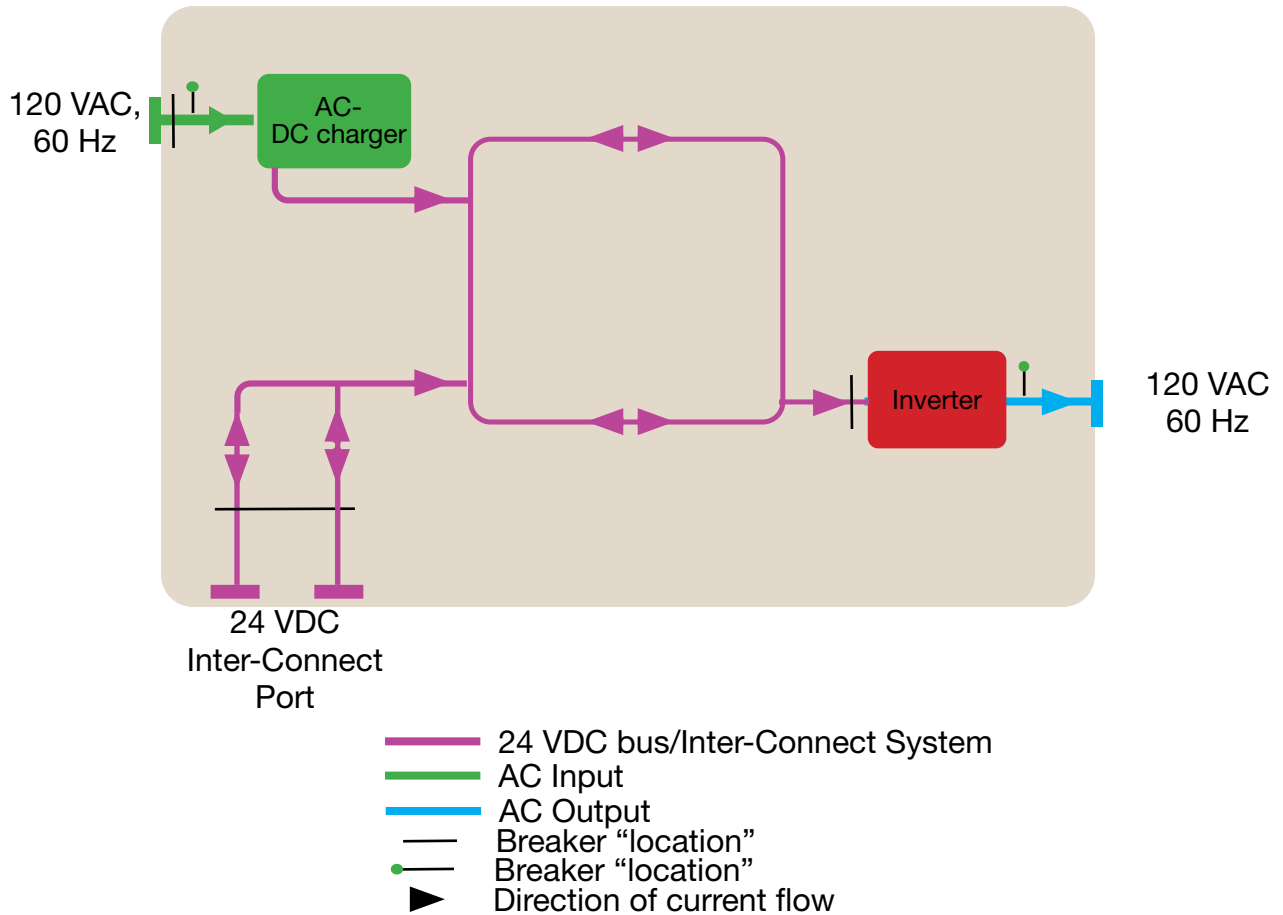 120 VAC,
60 Hz
AC-
DC charger
Inverter
120 VAC
60 Hz
24 VDC
Inter-Connect
Port
24 VDC bus/Inter-Connect System
AC Input
AC Output
Breaker “location”
Breaker “location”
Direction of current flow